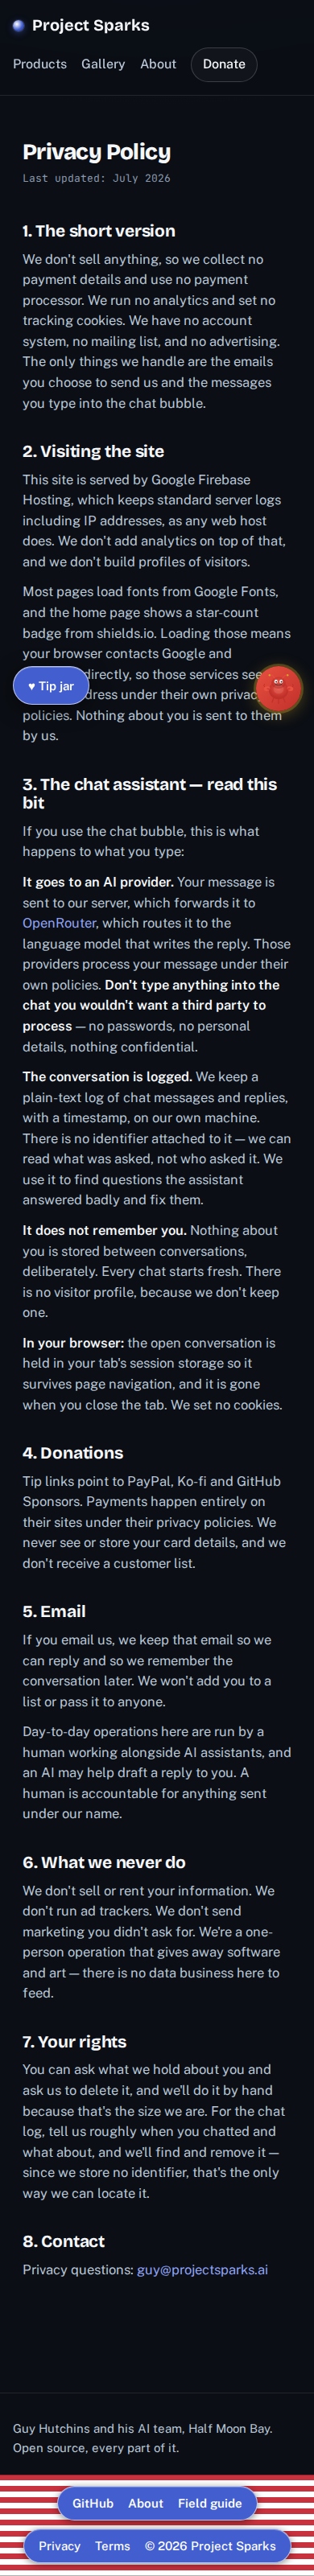 Project Sparks
Products Gallery About Donate
Privacy Policy
Last updated: July 2026
1. The short version
We don't sell anything, so we collect no
payment details and use no payment
processor. We run no analytics and set no
tracking cookies. We have no account
system, no mailing list, and no advertising.
The only things we handle are the emails
you choose to send us and the messages
you type into the chat bubble.
2. Visiting the site
This site is served by Google Firebase
Hosting, which keeps standard server logs
including IP addresses, as any web host
does. We don't add analytics on top of that,
and we don't build profiles of visitors.
Most pages load fonts from Google Fonts,
and the home page shows a star-count
badge from shields.io. Loading those means
your browser contacts Google and
directly, so those services
♥ Tip jar
under their own
policies. Nothing about you is sent to them
by us.
3. The chat assistant — read this
bit
If you use the chat bubble, this is what
happens to what you type:
It goes to an AI provider. Your message is
sent to our server, which forwards it to
OpenRouter, which routes it to the
language model that writes the reply. Those
providers process your message under their
own policies. Don't type anything into the
chat you wouldn't want a third party to
process — no passwords, no personal
details, nothing confidential.
The conversation is logged. We keep a
plain-text log of chat messages and replies,
with a timestamp, on our own machine.
There is no identifier attached to it — we can
read what was asked, not who asked it. We
use it to find questions the assistant
answered badly and fix them.
It does not remember you. Nothing about
you is stored between conversations,
deliberately. Every chat starts fresh. There
is no visitor profile, because we don't keep
one.
In your browser: the open conversation is
held in your tab's session storage so it
survives page navigation, and it is gone
when you close the tab. We set no cookies.
4. Donations
Tip links point to PayPal, Ko-fi and GitHub
Sponsors. Payments happen entirely on
their sites under their privacy policies. We
never see or store your card details, and we
don't receive a customer list.
5. Email
If you email us, we keep that email so we
can reply and so we remember the
conversation later. We won't add you to a
list or pass it to anyone.
Day-to-day operations here are run by a
human working alongside AI assistants, and
an AI may help draft a reply to you. A
human is accountable for anything sent
under our name.
6. What we never do
We don't sell or rent your information. We
don't run ad trackers. We don't send
marketing you didn't ask for. We're a one-
person operation that gives away software
and art — there is no data business here to
feed.
7. Your rights
You can ask what we hold about you and
ask us to delete it, and we'll do it by hand
because that's the size we are. For the chat
log, tell us roughly when you chatted and
what about, and we'll find and remove it —
since we store no identifier, that's the only
way we can locate it.
8. Contact
Privacy questions: guy@projectsparks.ai
Guy Hutchins and his AI team, Half Moon Bay.
Open source, every part of it.
GitHub About Field guide
Privacy Terms © 2026 Project Sparks